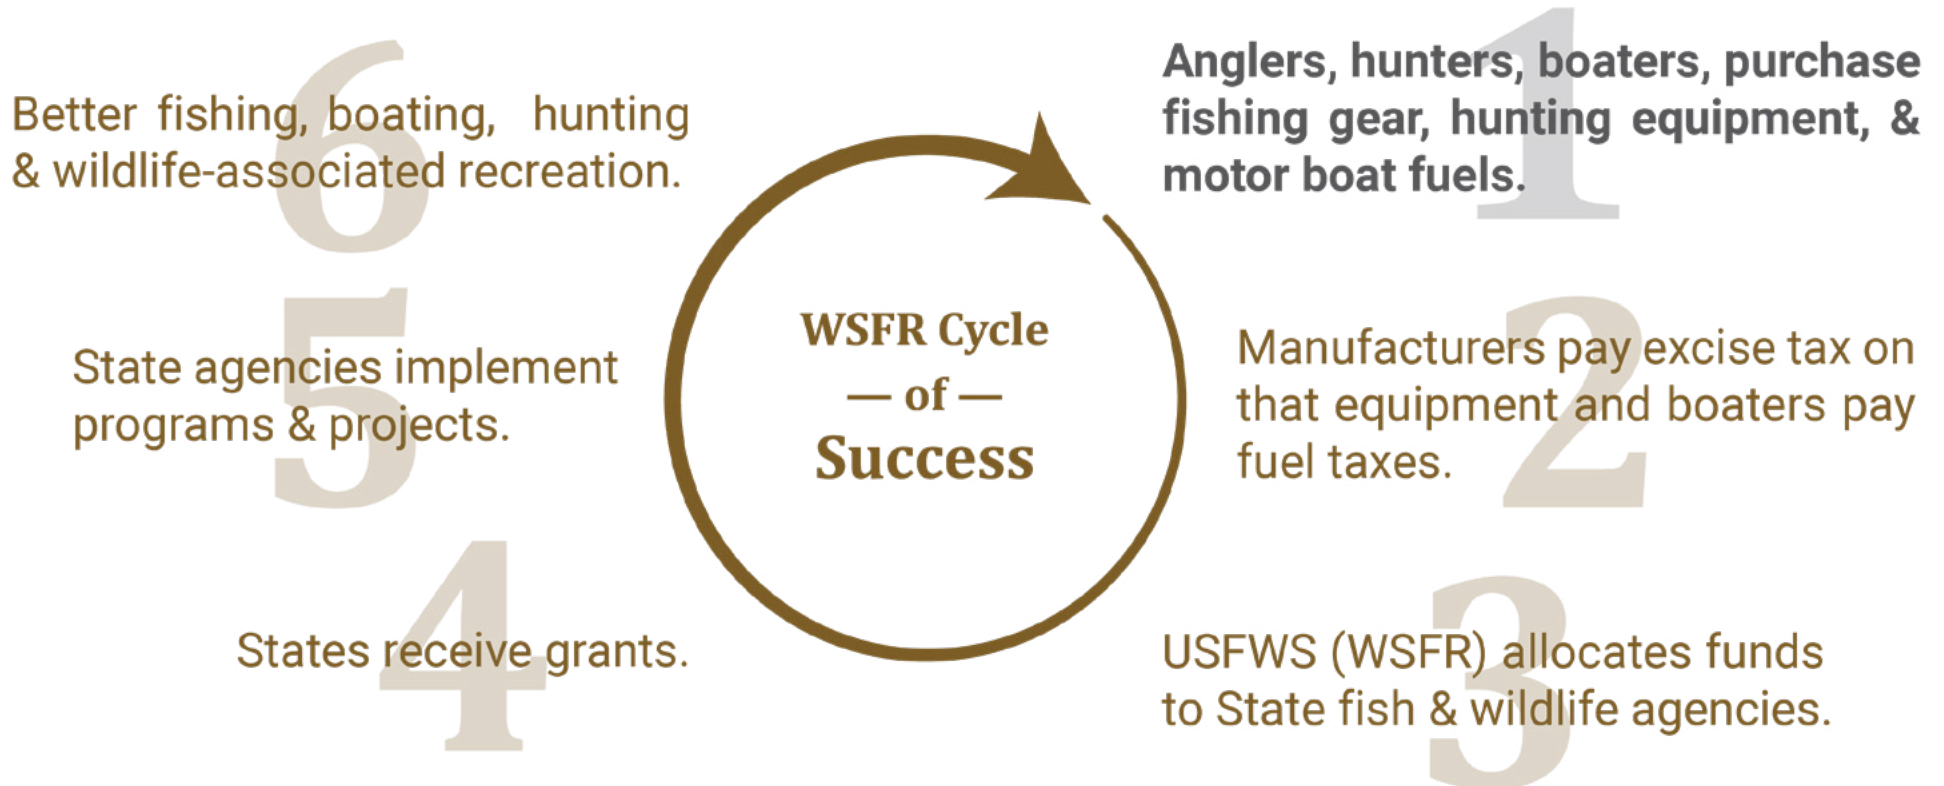 1
Anglers, hunters, boaters, purchase
fishing gear, hunting equipment, &
motor boat fuels.
2
Manufacturers pay excise tax on
that equipment and boaters pay
fuel taxes.
3
USFWS (WSFR) allocates funds
to State fish & wildlife agencies.
4
States receive grants.
5
State agencies implement
programs & projects.
6
Better fishing, boating, hunting
& wildlife-associated recreation.
WSFR Cycle
— of —
Success